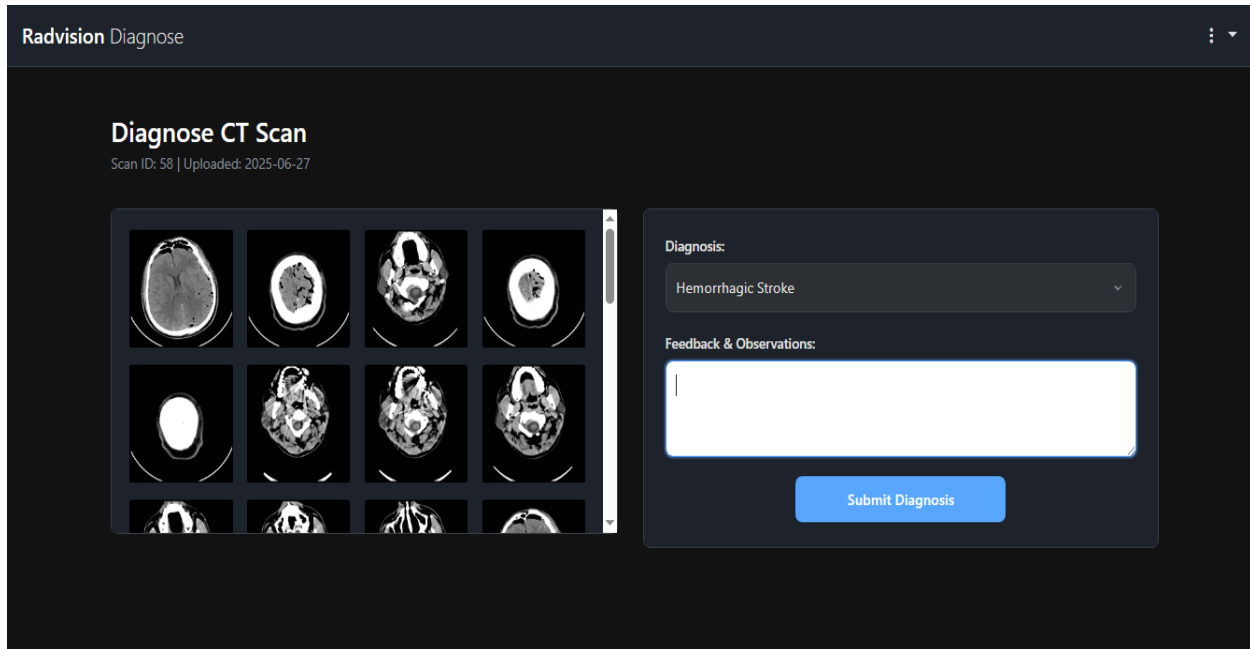 Radvision Diagnose
Diagnose CT Scan
Scan ID: 58 | Uploaded: 2025-06-27
Diagnosis:
Hemorrhagic Stroke
Feedback & Observations:
Submit Diagnosis